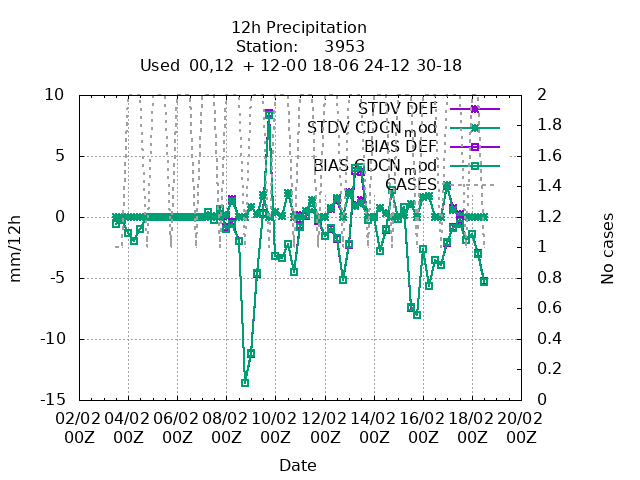 12h Precipitation
Station: 3953
Used 00,12 + 12-00 18-06 24-12 30-18
10 2
STDV DEF
1.8
STDV CDCN_mod
5 BIAS DEF 1.6
BIAS CDCN_mod
CASES 1.4
0 1.2
mm/12h No cases
1
-5 0.8
0.6
-10 0.4
0.2
-15 0
02/02 04/02 06/02 08/02 10/02 12/02 14/02 16/02 18/02 20/02
00Z 00Z 00Z 00Z 00Z 00Z 00Z 00Z 00Z 00Z
Date